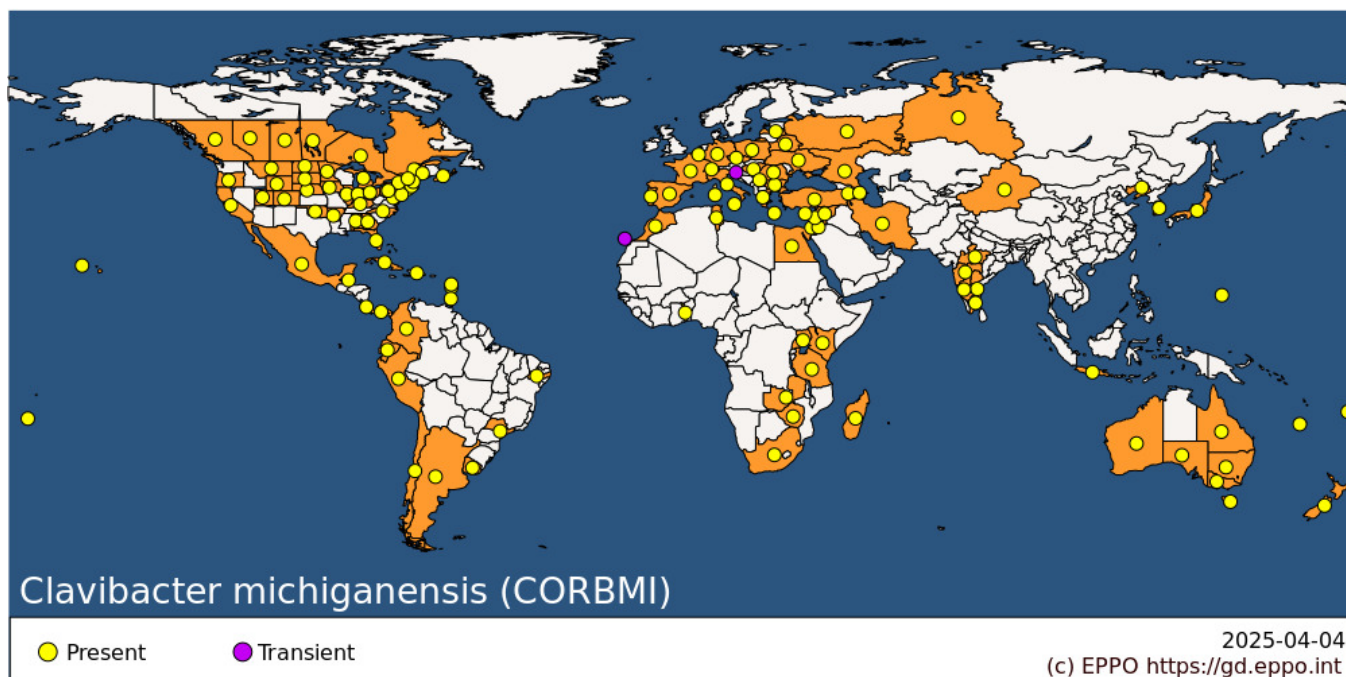 Clavibacter michiganensis (CORBMI)
Present
Transient
2025-04-04
(c) EPPO https://gd.eppo.int